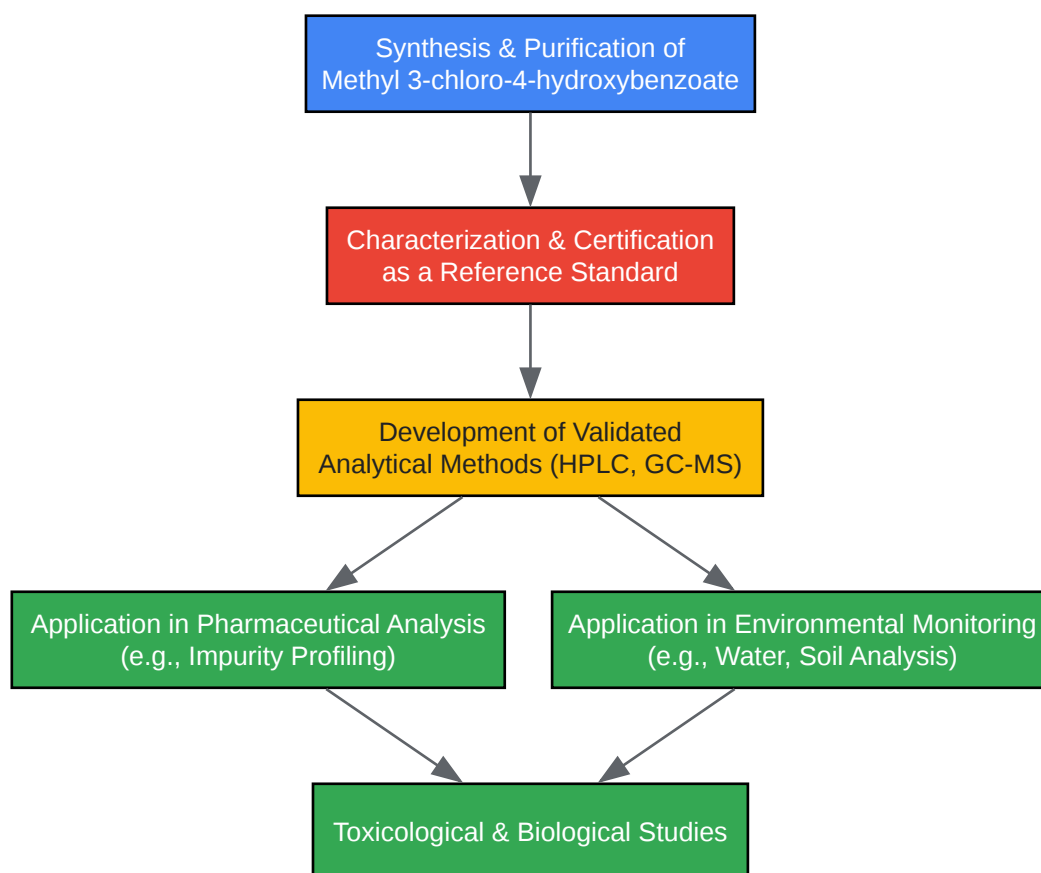 Synthesis & Purification of
Methyl 3-chloro-4-hydroxybenzoate
Characterization & Certification
as a Reference Standard
Development of Validated
Analytical Methods (HPLC, GC-MS)
Application in Pharmaceutical Analysis
(e.g., Impurity Profiling)
Application in Environmental Monitoring
(e.g., Water, Soil Analysis)
Toxicological & Biological Studies